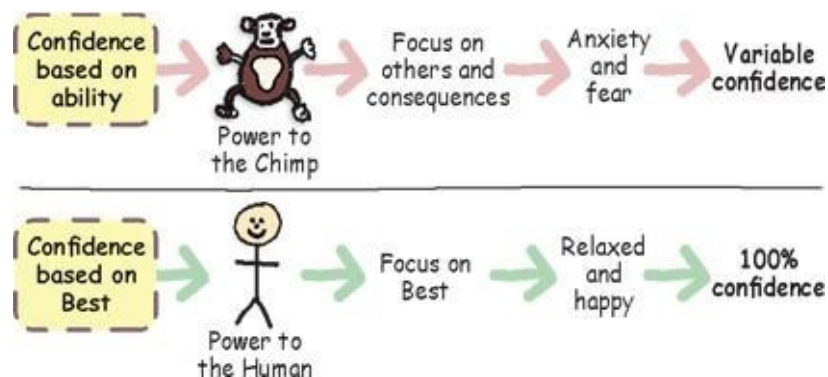 Confidence
based on
ability
Power to
the Chimp
Focus on
others and
consequences
Anxiety
and
fear
Variable
confidence
Confidence
based on
Best
Power to
the Human
Focus on
Best
Relaxed
and
happy
100%
confidence